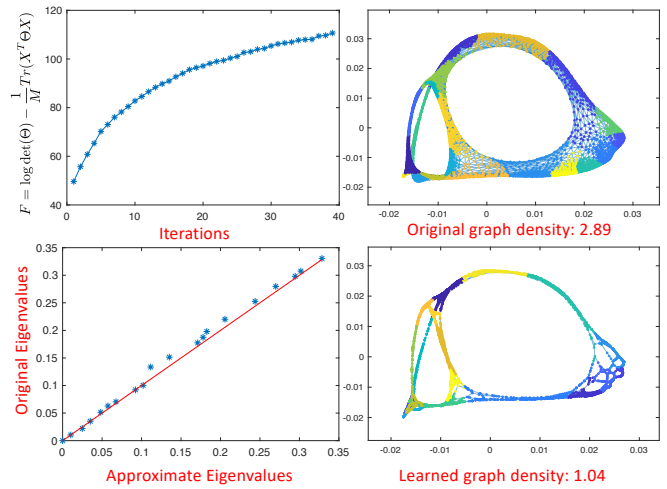 F = log det(Θ) − 1/M Tr(X^T ΘX)
120
100
80
60
40
0 10 20 30 40
Iterations
0.03
0.02
0.01
0
-0.01
-0.02
-0.02 -0.01 0 0.01 0.02 0.03
Original graph density: 2.89
Original Eigenvalues
0.35
0.3
0.25
0.2
0.15
0.1
0.05
0
0 0.05 0.1 0.15 0.2 0.25 0.3 0.35
Approximate Eigenvalues
0.03
0.02
0.01
0
-0.01
-0.02
-0.02 -0.01 0 0.01 0.02 0.03
Learned graph density: 1.04